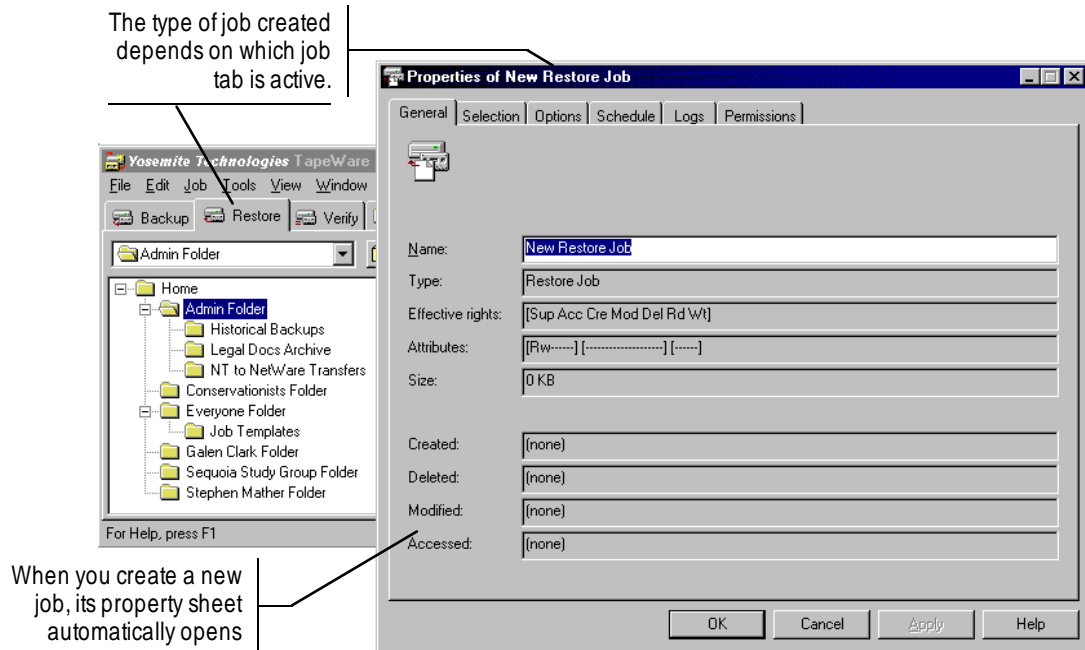 The type of job created
depends on which job
tab is active.
Properties of New Restore Job
General Selection Options Schedule Logs Permissions
Yosemite Technologies TapeWare
File Edit Job Tools View Window
Backup Restore Verify
Admin Folder
Home
Admin Folder
Historical Backups
Legal Docs Archive
NT to NetWare Transfers
Conservationists Folder
Everyone Folder
Job Templates
Galen Clark Folder
Sequoia Study Group Folder
Stephen Mather Folder
For Help, press F1
Name: New Restore Job
Type: Restore Job
Effective rights: [Sup Acc Cre Mod Del Rd Wt]
Attributes: [Rw------] [-------------------] [------]
Size: 0 KB
Created: (none)
Deleted: (none)
Modified: (none)
Accessed: (none)
OK Cancel Apply Help
When you create a new
job, its property sheet
automatically opens